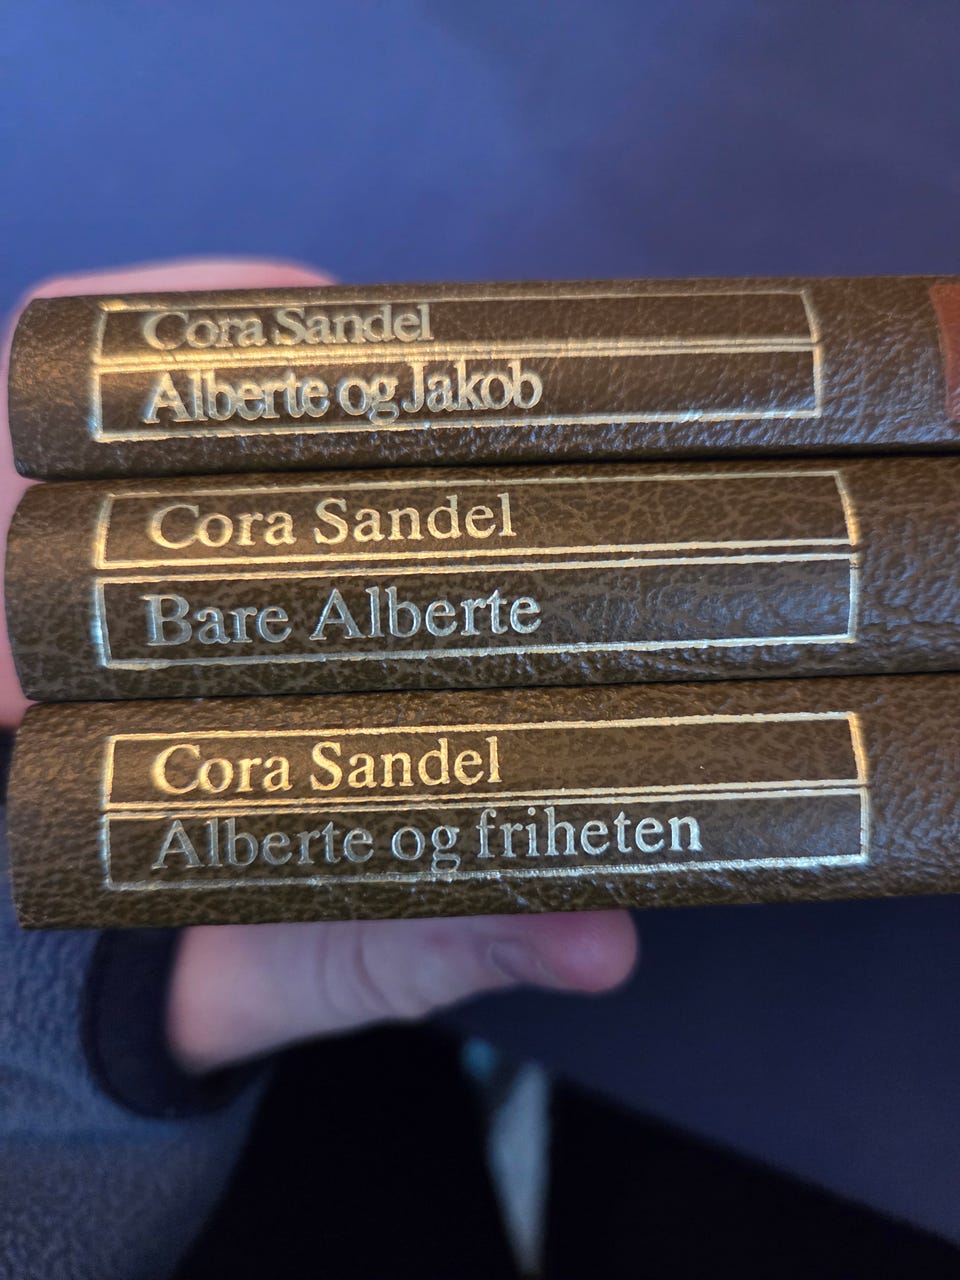 Cora Sandel
Alberte og Jakob
Cora Sandel
Bare Alberte
Cora Sandel
Alberte og friheten